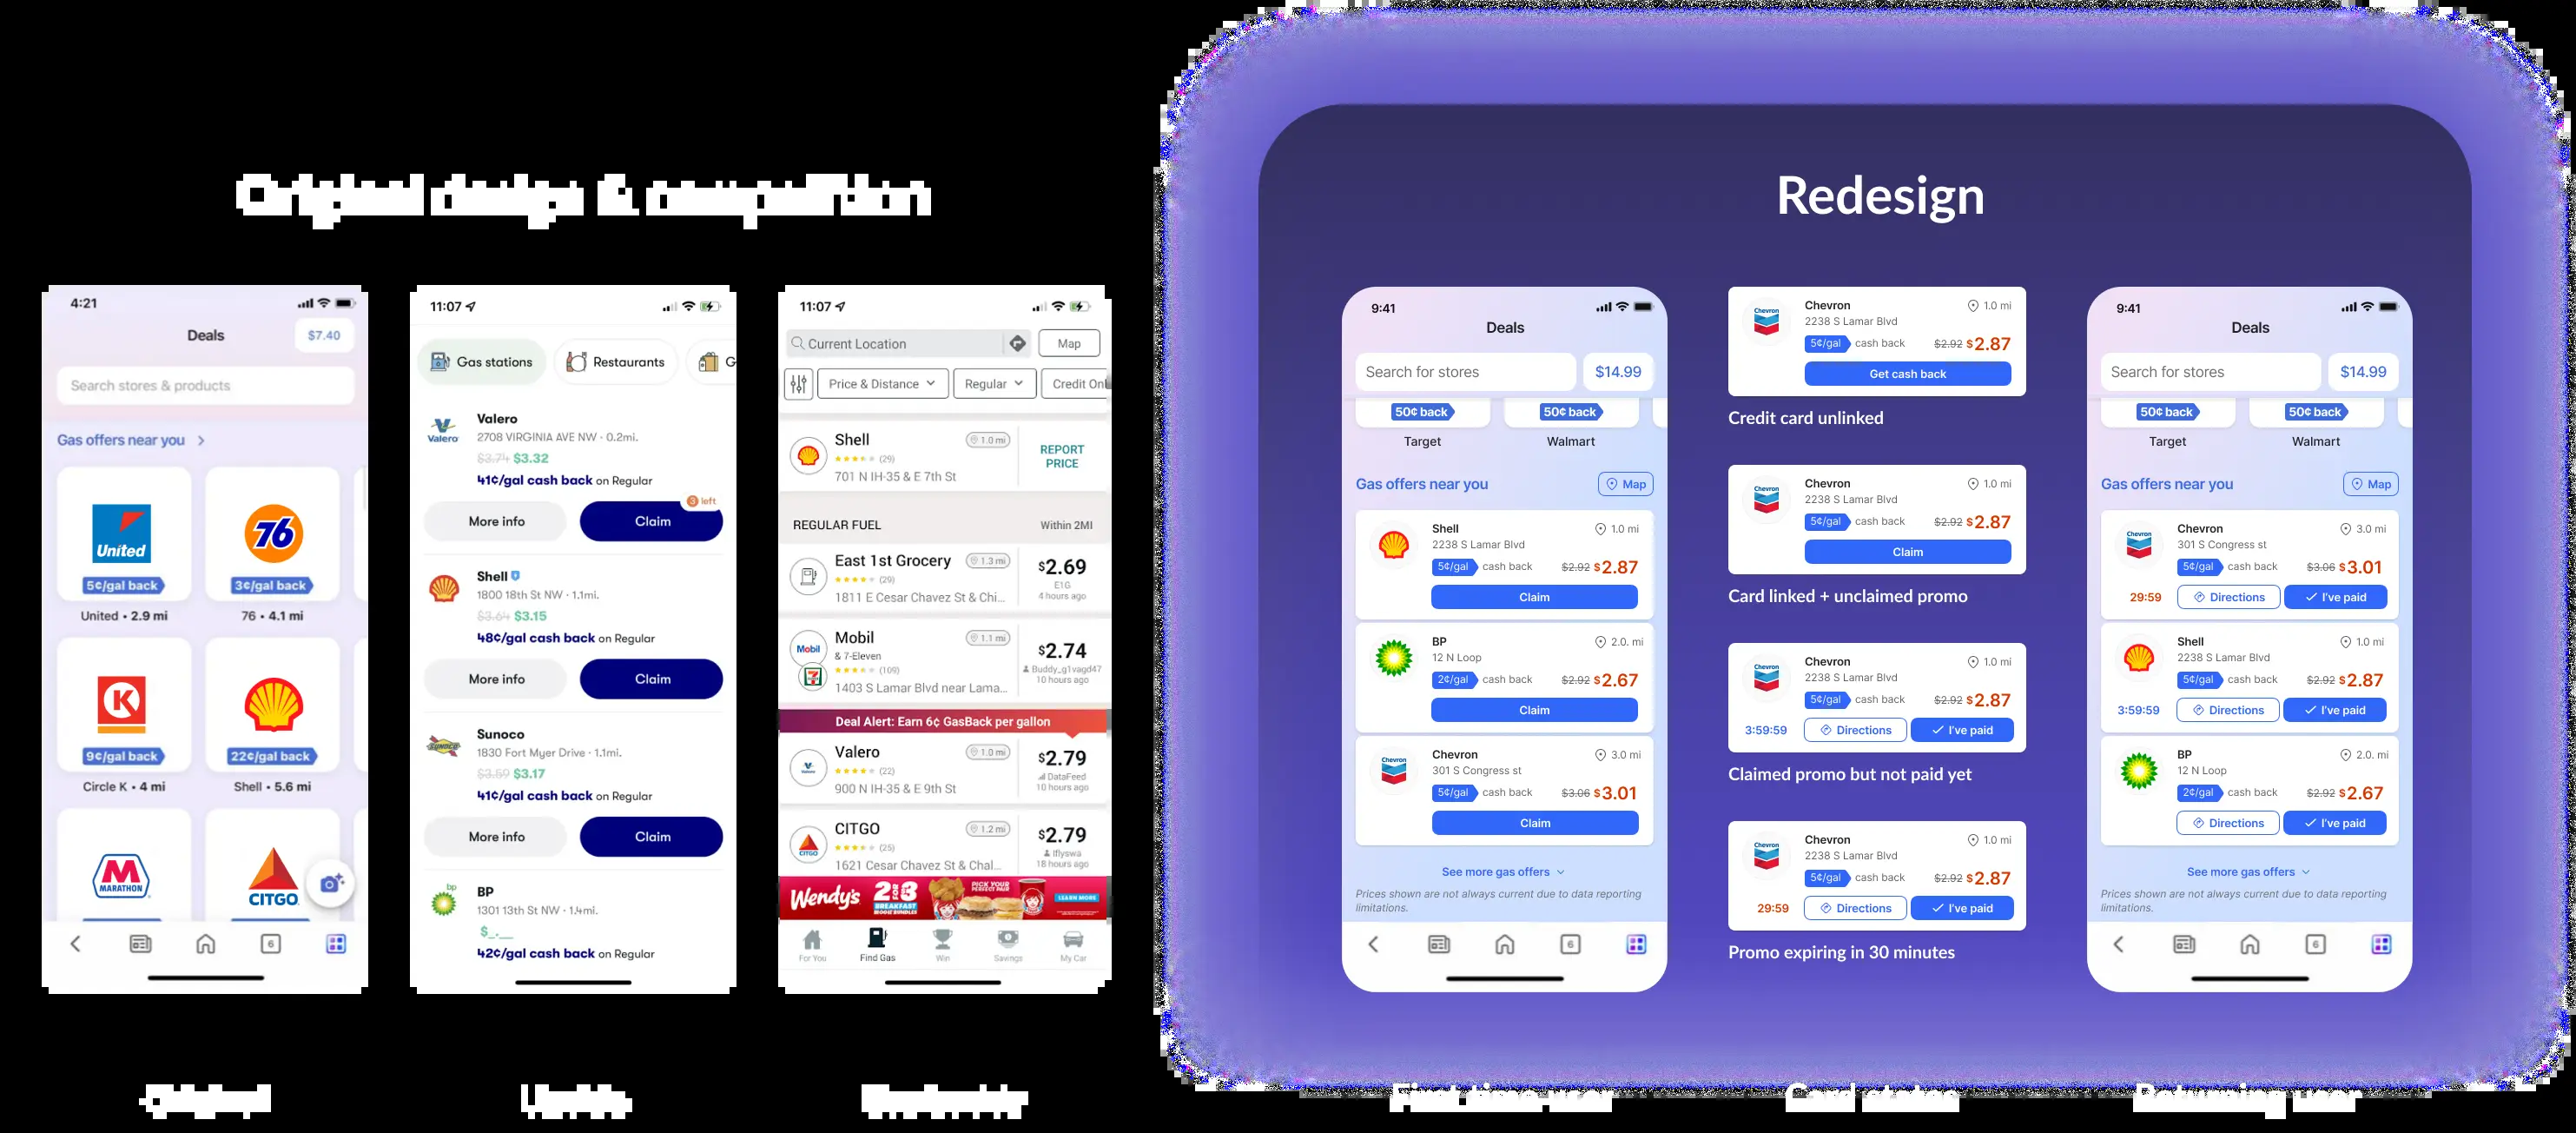 Original design & competition
Redesign
4:21
Deals
$7.40
Search stores & products
Gas offers near you
United
76
5¢/gal back
3¢/gal back
United • 2.9 mi
76 • 4.1 mi
K
9¢/gal back
22¢/gal back
Circle K • 4 mi
Shell • 5.6 mi
M
MARATHON
CITGO
6
11:07
Gas stations
Restaurants
G
VALERO
Valero
2708 VIRGINIA AVE NW · 0.2mi.
$3.74 $3.32
41¢/gal cash back on Regular
3 left
More info
Claim
Shell
1800 18th St NW · 1.1mi.
$3.64 $3.15
48¢/gal cash back on Regular
More info
Claim
SUNOCO
Sunoco
1830 Fort Myer Drive · 1.1mi.
$3.59 $3.17
41¢/gal cash back on Regular
More info
Claim
bp
BP
1301 13th St NW · 1.4mi.
$_.__
42¢/gal cash back on Regular
11:07
Current Location
Map
Price & Distance
Regular
Credit Onl
Shell
1.0 mi
(29)
701 N IH-35 & E 7th St
REPORT
PRICE
REGULAR FUEL
Within 2MI
East 1st Grocery
1.3 mi
(29)
1811 E Cesar Chavez St & Chi...
$2.69
E1G
4 hours ago
Mobil
Mobil
1.1 mi
& 7-Eleven
(109)
1403 S Lamar Blvd near Lama...
$2.74
Buddy_q1vagd47
10 hours ago
Deal Alert: Earn 6¢ GasBack per gallon
Valero
1.0 mi
(22)
900 N IH-35 & E 9th St
$2.79
DataFeed
10 hours ago
CITGO
CITGO
1.2 mi
(25)
1621 Cesar Chavez St & Chal...
$2.79
Iflyswa
18 hours ago
Wendy's
PICK YOUR
PERFECT PAIR
LEARN MORE
For You
Find Gas
Win
Savings
My Car
9:41
Deals
Search for stores
$14.99
50¢ back
50¢ back
Target
Walmart
Gas offers near you
Map
Shell
1.0 mi
2238 S Lamar Blvd
5¢/gal cash back
$2.92 $2.87
Claim
BP
2.0. mi
12 N Loop
2¢/gal cash back
$2.92 $2.67
Claim
Chevron
Chevron
3.0 mi
301 S Congress st
5¢/gal cash back
$3.06 $3.01
Claim
See more gas offers
Prices shown are not always current due to data reporting
limitations.
6
Chevron
Chevron
1.0 mi
2238 S Lamar Blvd
5¢/gal cash back
$2.92 $2.87
Get cash back
Credit card unlinked
Chevron
Chevron
1.0 mi
2238 S Lamar Blvd
5¢/gal cash back
$2.92 $2.87
Claim
Card linked + unclaimed promo
Chevron
Chevron
1.0 mi
2238 S Lamar Blvd
5¢/gal cash back
$2.92 $2.87
3:59:59
Directions
I've paid
Claimed promo but not paid yet
Chevron
Chevron
1.0 mi
2238 S Lamar Blvd
5¢/gal cash back
$2.92 $2.87
29:59
Directions
I've paid
Promo expiring in 30 minutes
9:41
Deals
Search for stores
$14.99
50¢ back
50¢ back
Target
Walmart
Gas offers near you
Map
Chevron
Chevron
3.0 mi
301 S Congress st
5¢/gal cash back
$3.06 $3.01
29:59
Directions
I've paid
Shell
1.0 mi
2238 S Lamar Blvd
5¢/gal cash back
$2.92 $2.87
3:59:59
Directions
I've paid
BP
2.0. mi
12 N Loop
2¢/gal cash back
$2.92 $2.67
Directions
I've paid
See more gas offers
Prices shown are not always current due to data reporting
limitations.
6
Original